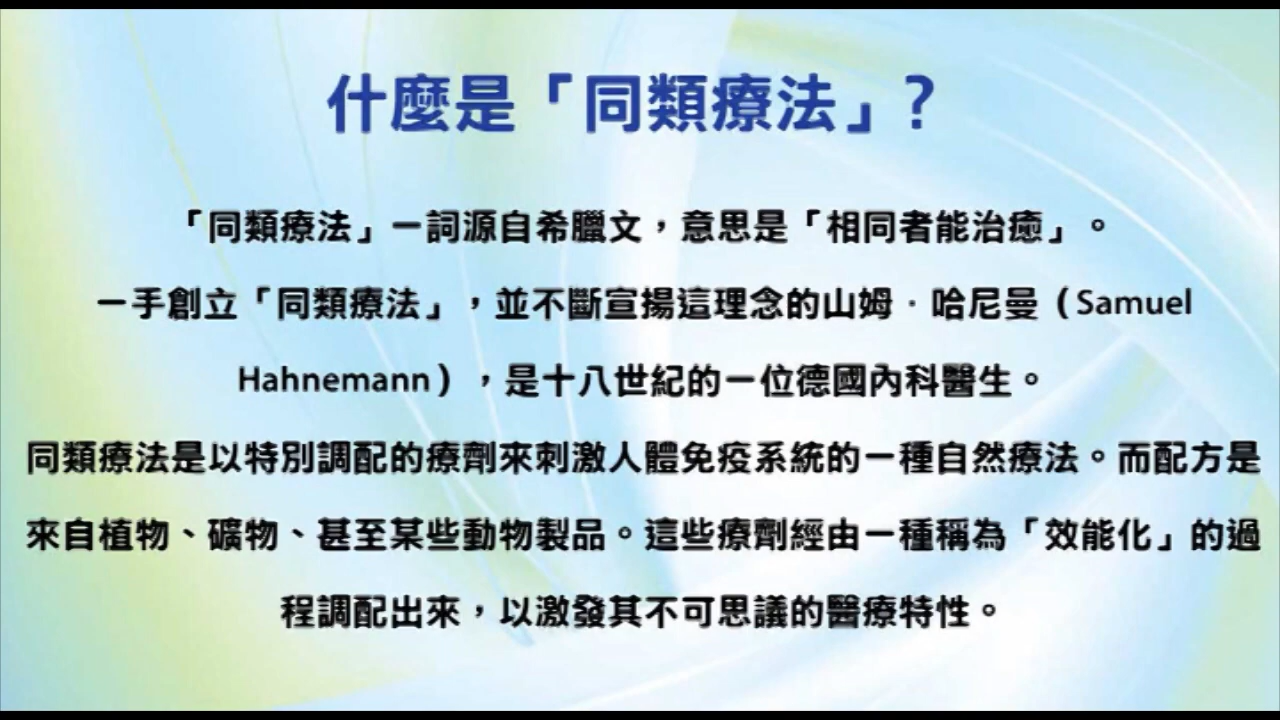 什麼是「同類療法」?
「同類療法」一詞源自希臘文,意思是「相同者能治癒」。
一手創立「同類療法」,並不斷宣揚這理念的山姆·哈尼曼(Samuel
Hahnemann),是十八世紀的一位德國內科醫生。
同類療法是以特別調配的療劑來刺激人體免疫系統的一種自然療法。而配方是
來自植物、礦物、甚至某些動物製品。這些療劑經由一種稱為「效能化」的過
程調配出來,以激發其不可思議的醫療特性。